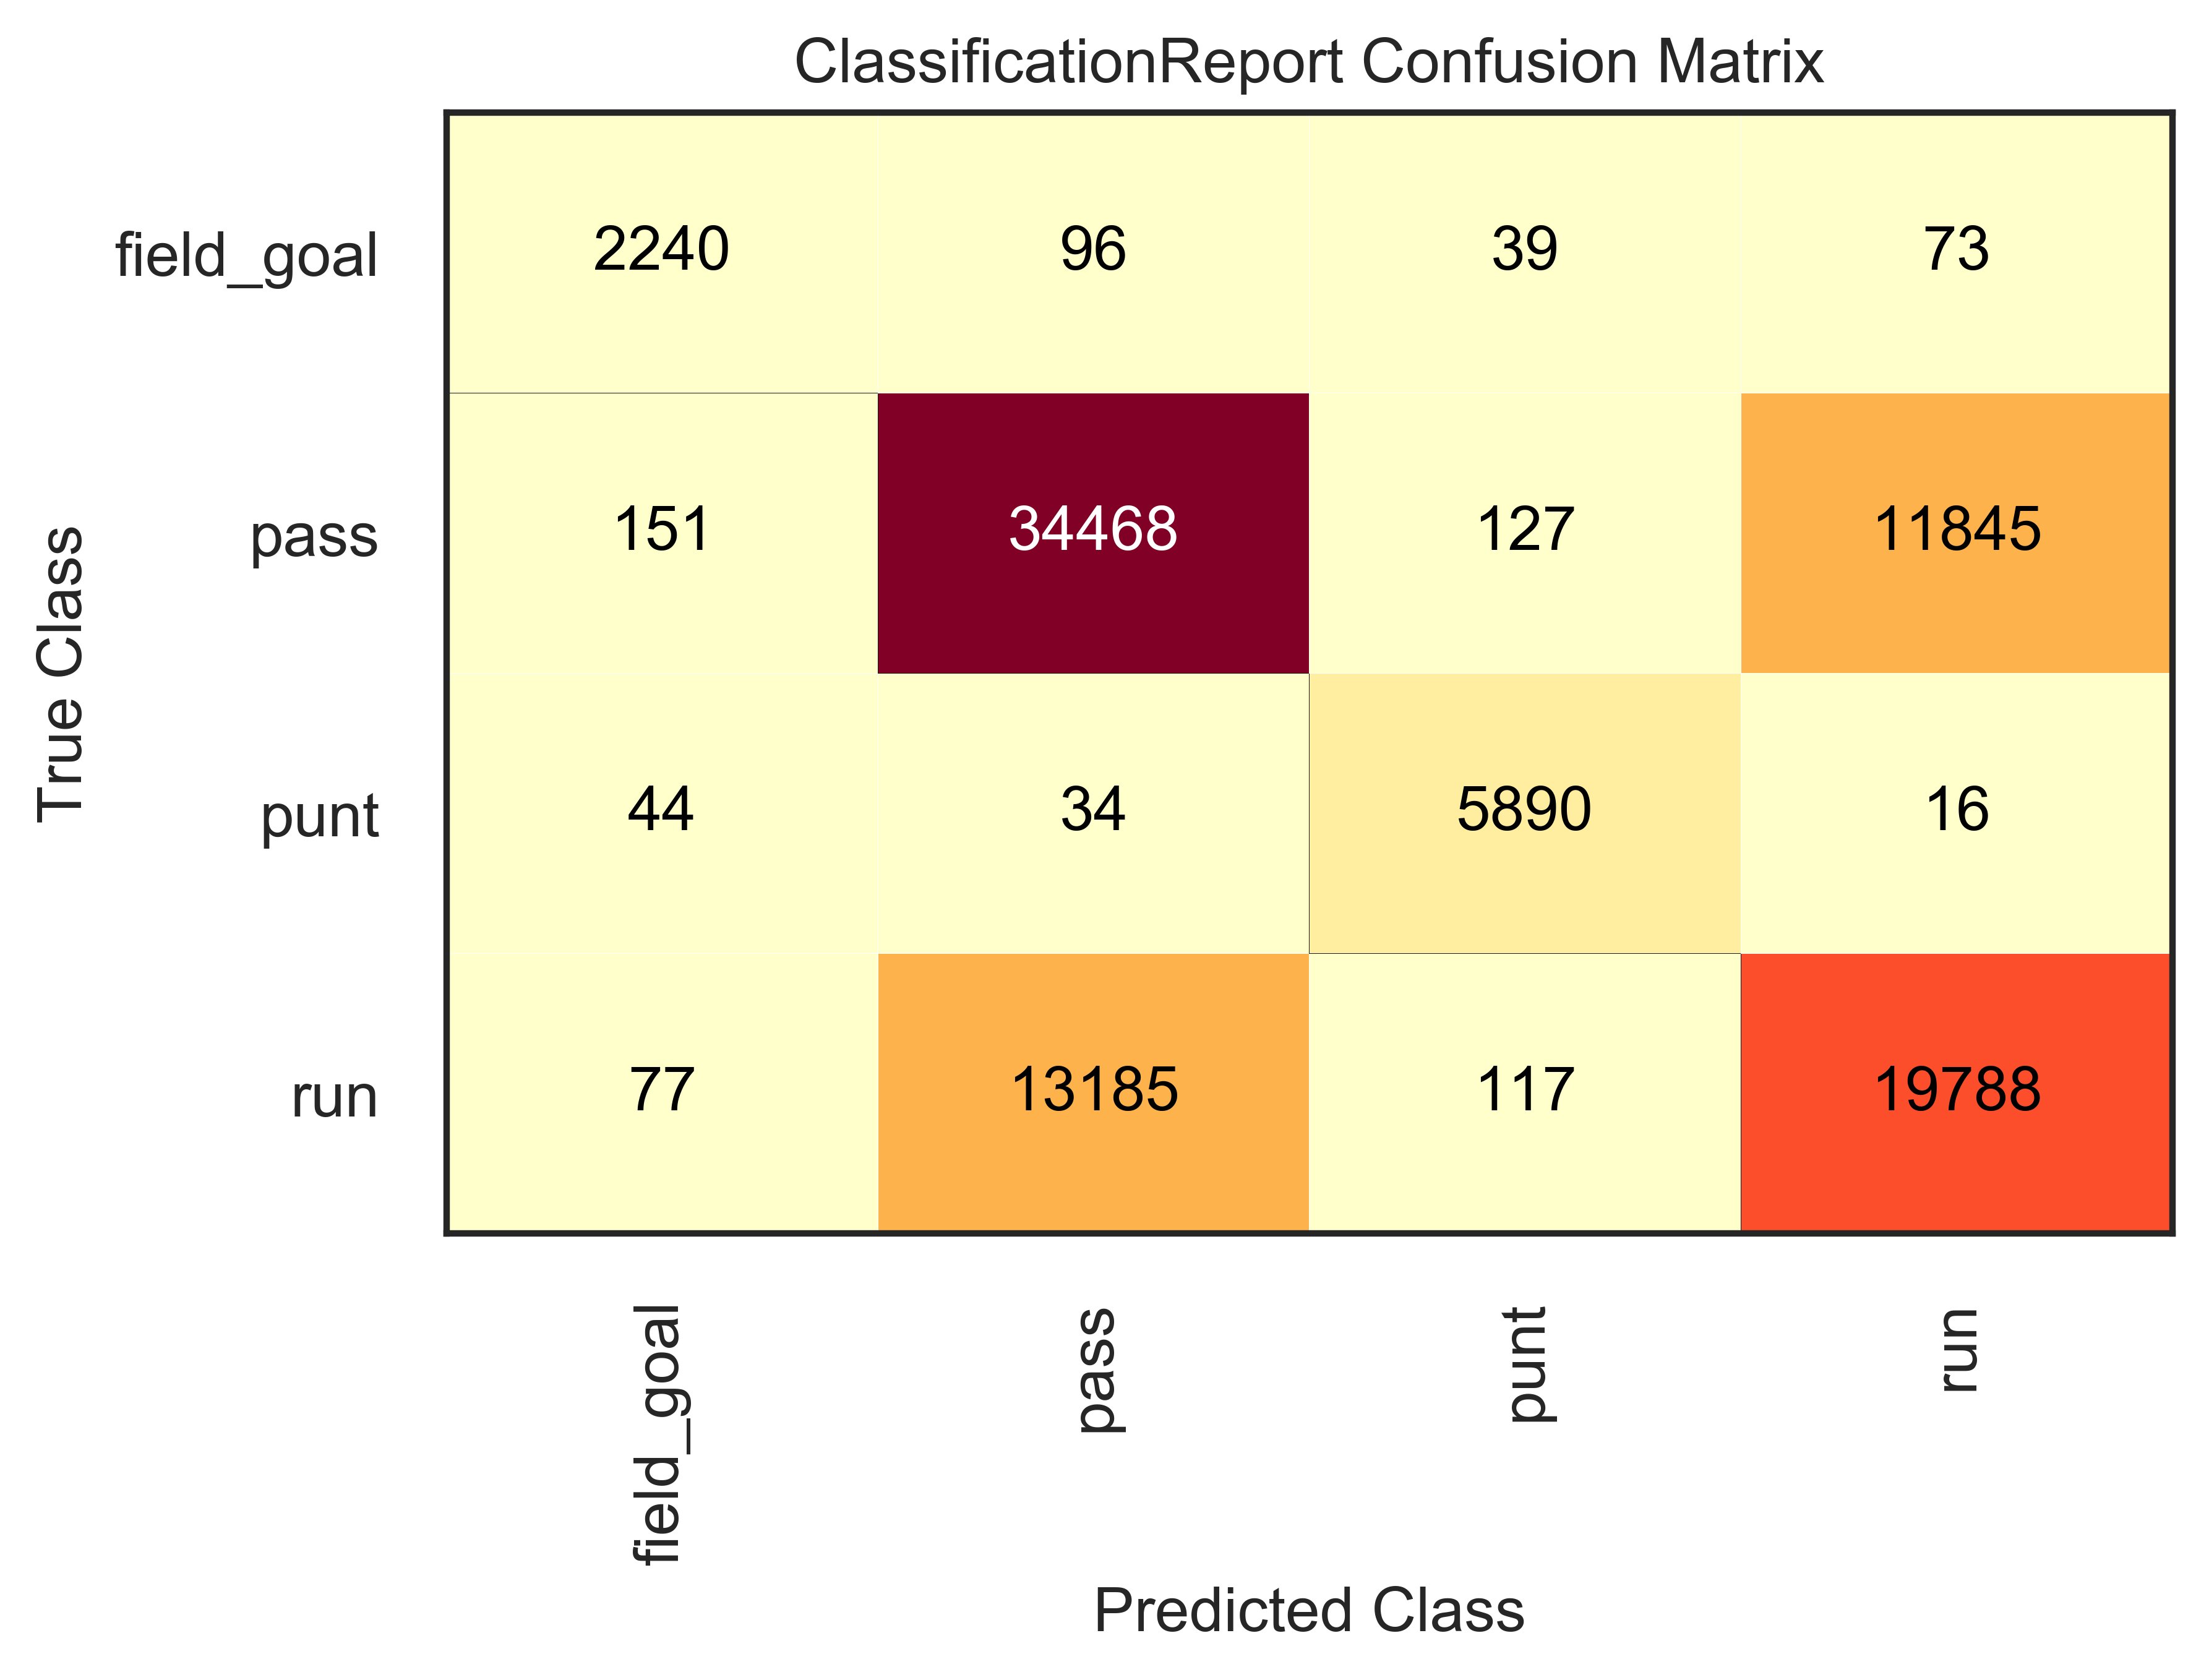 ClassificationReport Confusion Matrix
True Class
field_goal 2240 96 39 73
pass 151 34468 127 11845
punt 44 34 5890 16
run 77 13185 117 19788
field_goal pass punt run
Predicted Class